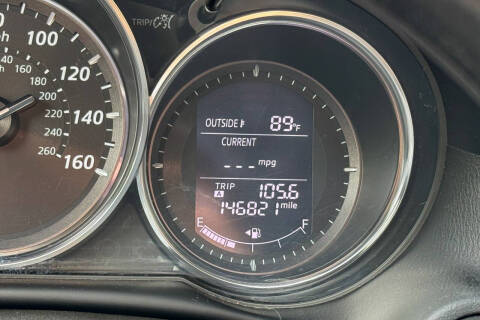 TRIP/
100
120
140
160
160
180
200
220
240
260
OUTSIDE 89°F
CURRENT
--- mpg
TRIP A 105.6
146821 mile
E F